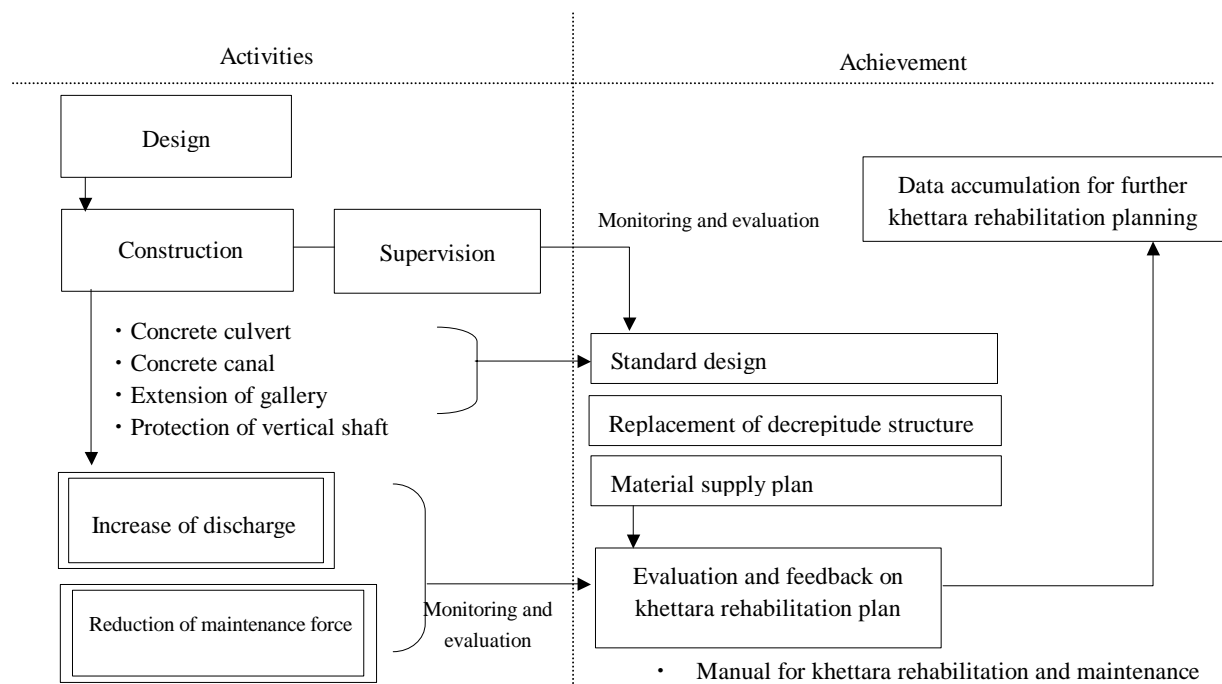 Activities
Achievement
Design
Data accumulation for further
khettara rehabilitation planning
Construction
Supervision
Monitoring and evaluation
・Concrete culvert
・Concrete canal
・Extension of gallery
・Protection of vertical shaft
Standard design
Replacement of decrepitude structure
Material supply plan
Increase of discharge
Reduction of maintenance force
Monitoring and
evaluation
Evaluation and feedback on
khettara rehabilitation plan
・ Manual for khettara rehabilitation and maintenance